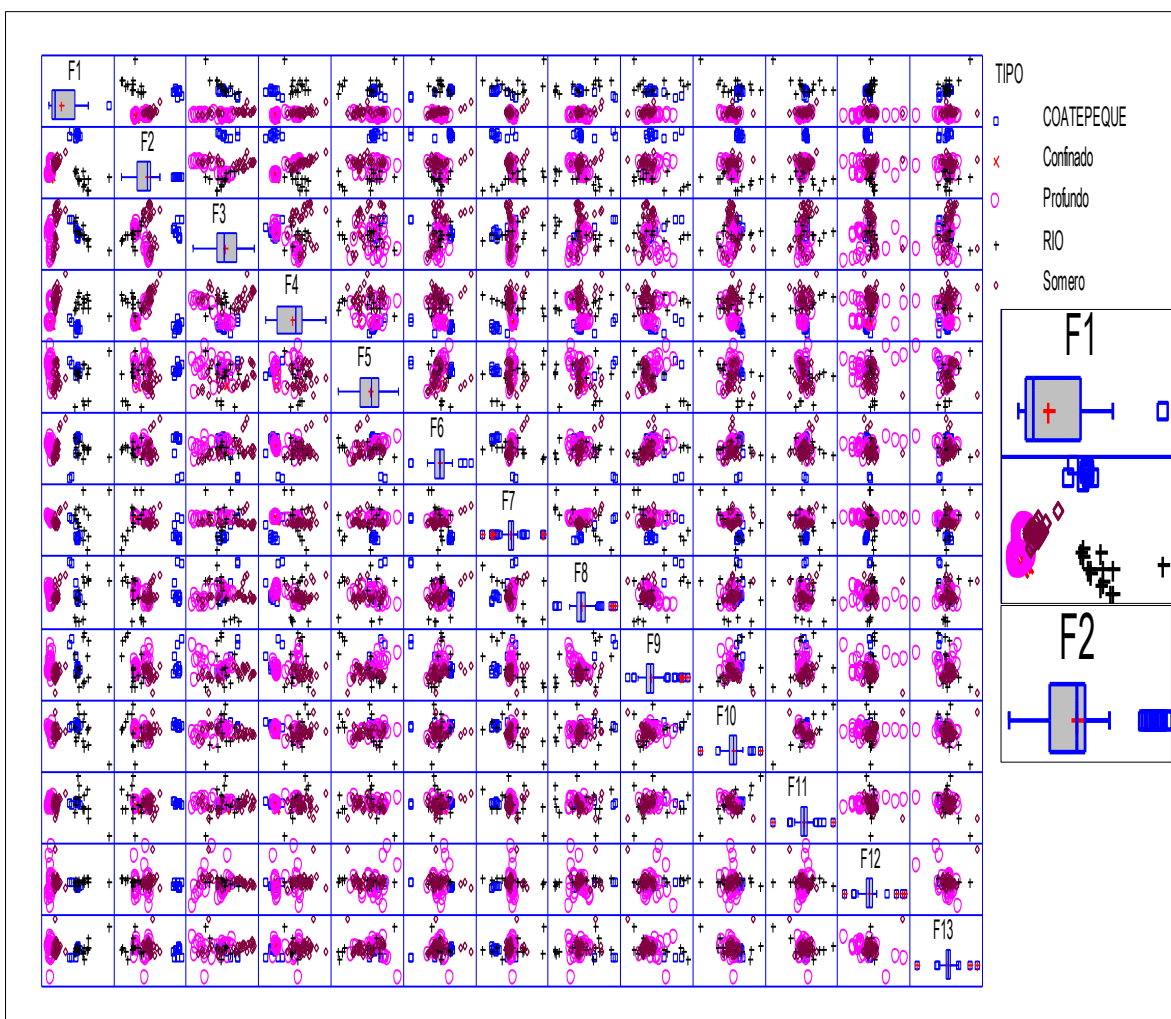 F1
F2
F3
F4
F5
F6
F7
F8
F9
F10
F11
F12
F13
TIPO
COATEPEQUE
Confinado
Profundo
RIO
Somero
F1
F2